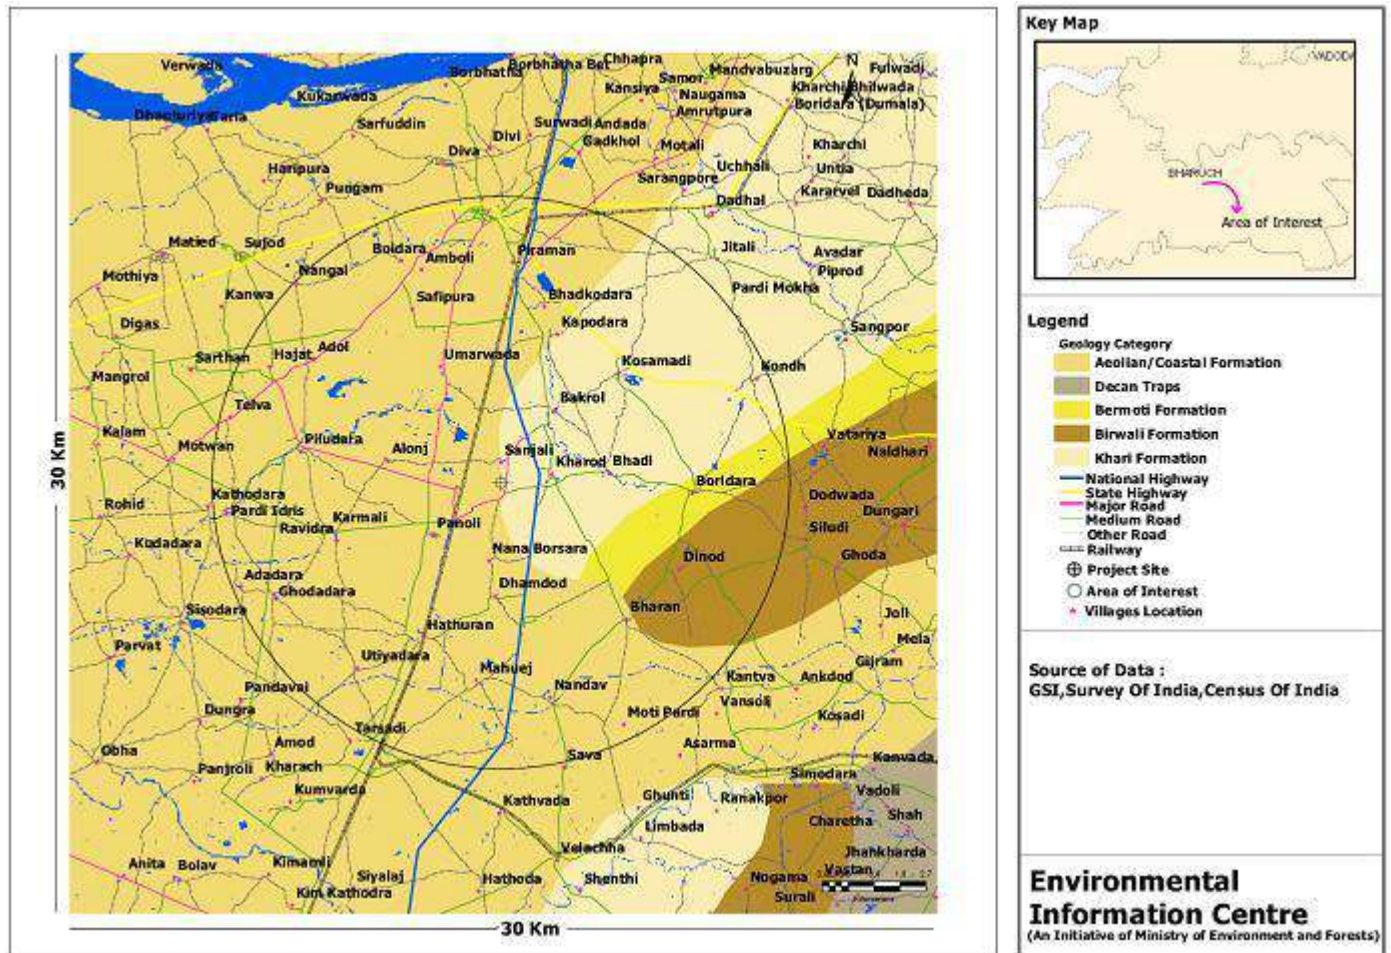 Verwada
Borbhatha
Borbhatha Bet
Chhapra
Mandvabuzarg
N
Fulwadi
Kukarwada
Kansiya
Samor
Naugama
Kharchi Bhilwada
Boridara (Dumala)
Amrutpura
Sarfuddin
Surwadi
Andada
Divi
Gadkhol
Diva
Motali
Kharchi
Haripura
Uchhali
Untia
Pungam
Sarangpore
Kararvel
Dadheda
Dadhal
Matied
Sujod
Boidara
Amboli
Piraman
Jitali
Avadar
Piprod
Mothiya
Nangal
Kanwa
Safipura
Bhadkodara
Pardi Mokha
Digas
Kapodara
Sangpor
Sarthan
Hajat
Adol
Umarwada
Kosamadi
Kondh
Mangrol
Telva
Bakrol
Kalam
Motwan
Piludara
Alonj
Sanjali
Vatariya
Naldhari
Kharod
Bhadi
Boridara
Rohid
Kathodara
Pardi Idris
Ravidra
Karmali
Panoli
Dodwada
Dungari
Siludi
Kudadara
Nana Borsara
Dinod
Ghoda
Adadara
Ghodadara
Dhamdod
Sisodara
Bharan
Joli
Hathuran
Mela
Parvat
Utiyadara
Mahuej
Gijram
Pandavai
Nandav
Kantva
Ankdod
Dungra
Vansoli
Moti Pardi
Kosadi
Tarsadi
Obha
Amod
Asarma
Sava
Kanvada
Panjroli
Kharach
Simodara
Kumvarda
Kathvada
Ghunti
Ranakpor
Vadoli
Limbada
Charetha
Shah
Velachha
Jhankharda
Anita
Bolav
Kimamli
Siyalaj
Hathoda
Shenthi
Nogama
Vastan
Kim Kathodra
Surali
30 Km
30 Km
Key Map
VADODA
BHARUCH
Area of Interest
Legend
Geology Category
Aeolian/Coastal Formation
Decan Traps
Bermoti Formation
Birwali Formation
Khari Formation
National Highway
State Highway
Major Road
Medium Road
Other Road
Railway
Project Site
Area of Interest
Villages Location
Source of Data :
GSI,Survey Of India,Census Of India
Environmental
Information Centre
(An Initiative of Ministry of Environment and Forests)